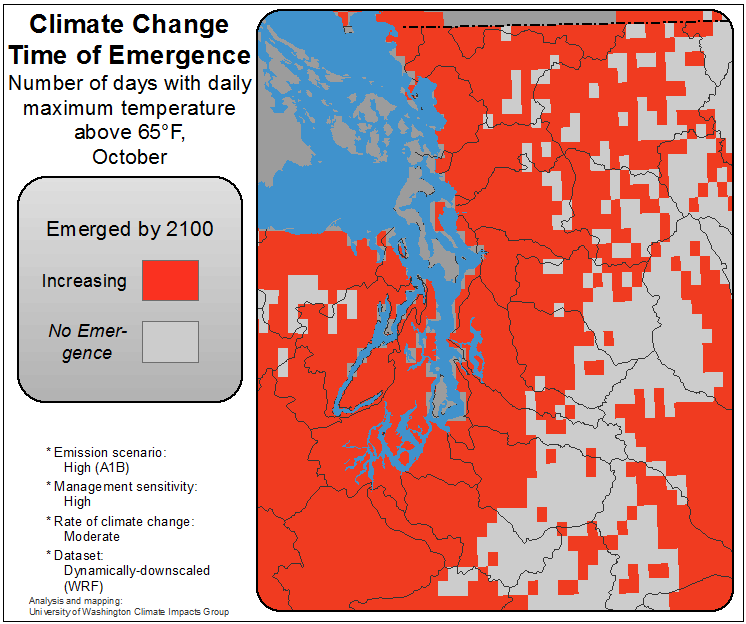 Climate Change
Time of Emergence
Number of days with daily
maximum temperature
above 65°F,
October
Emerged by 2100
Increasing
No Emer-
gence
* Emission scenario:
High (A1B)
* Management sensitivity:
High
* Rate of climate change:
Moderate
* Dataset:
Dynamically-downscaled
(WRF)
Analysis and mapping:
University of Washington Climate Impacts Group